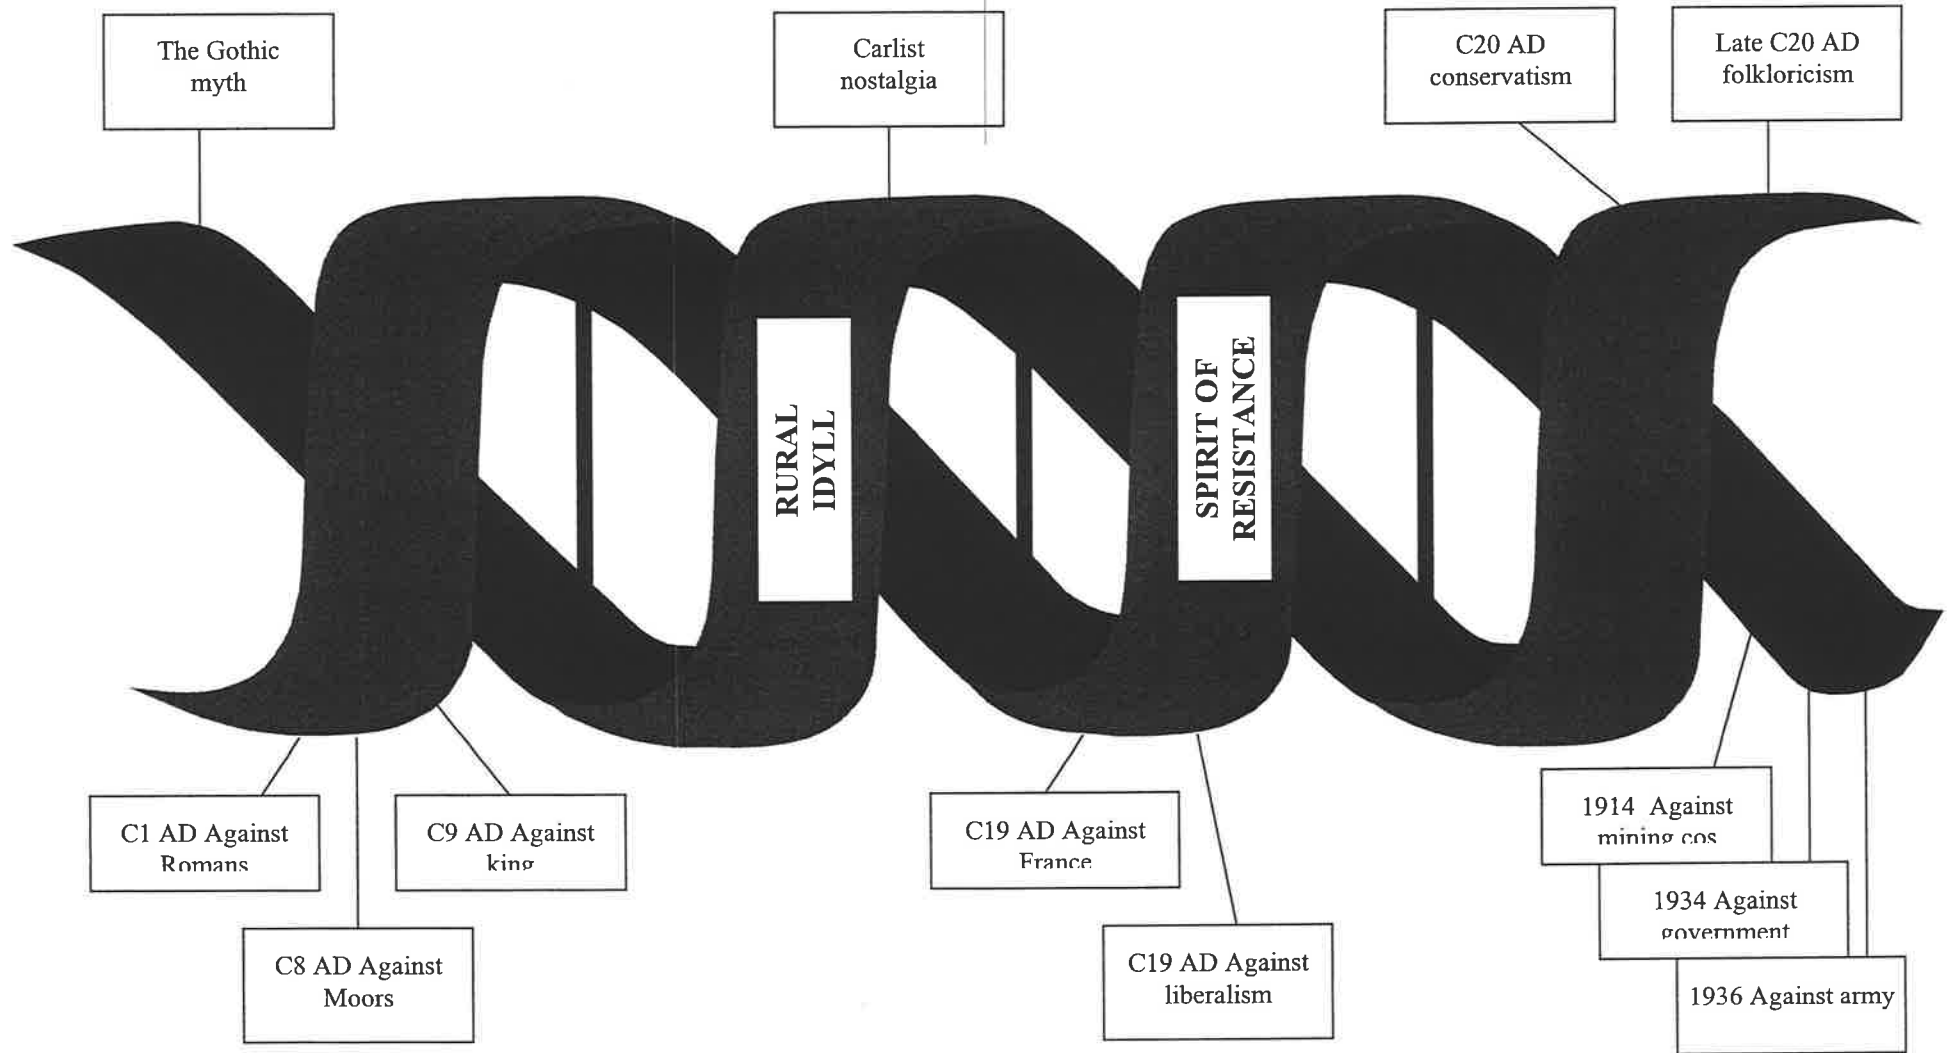 The Gothic
myth
Carlist
nostalgia
C20 AD
conservatism
Late C20 AD
folkloricism
RURAL
IDYLL
SPIRIT OF
RESISTANCE
C1 AD Against
Romans
C9 AD Against
king
C8 AD Against
Moors
C19 AD Against
France
C19 AD Against
liberalism
1914 Against
mining cos
1934 Against
government
1936 Against army